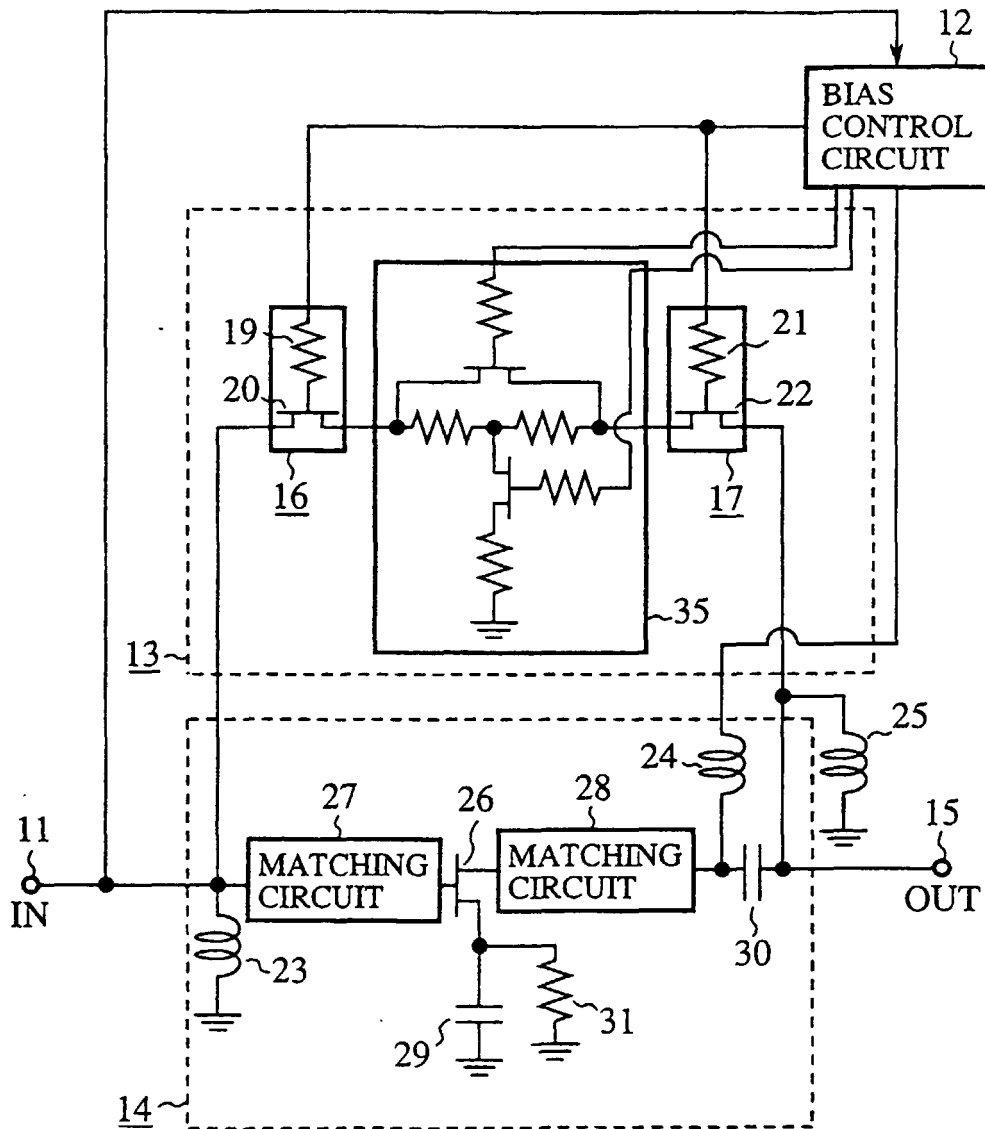 12
BIAS
CONTROL
CIRCUIT
19
21
20
22
16
17
35
13
24
25
27
26
28
15
11
MATCHING
CIRCUIT
MATCHING
CIRCUIT
IN
OUT
30
23
29
31
14